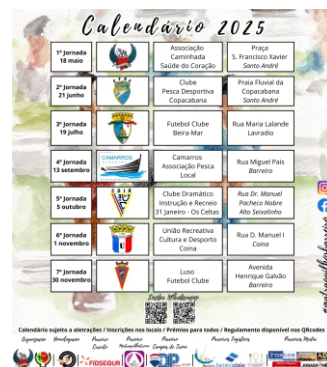 Calendário 2025
1ª Jornada
18 maio
Associação
Caminhada
Saúde do Coração
Praça
S. Francisco Xavier
Santo André
2ª Jornada
21 junho
Clube
Pesca Desportiva
Copacabana
Praia Fluvial da
Copacabana
Santo André
3ª Jornada
19 julho
Futebol Clube
Beira-Mar
Rua Maria Lalande
Lavradio
4ª Jornada
13 setembro
CAMARROS
Camarros
Associação Pesca
Local
Rua Miguel Pais
Barreiro
5ª Jornada
5 outubro
Clube Dramático
Instrução e Recreio
31 Janeiro - Os Celtas
Rua Dr. Manuel
Pacheco Nobre
Alto Seixalinho
6ª Jornada
1 novembro
União Recreativa
Cultura e Desporto
Coina
Rua D. Manuel I
Coina
7ª Jornada
30 novembro
Luso
Futebol Clube
Avenida
Henrique Galvão
Barreiro
Calendário sujeito a aletrações / Inscrições nos locais / Prémios para todos / Regulamento disponível nos QRcodes
FIDSEGUR